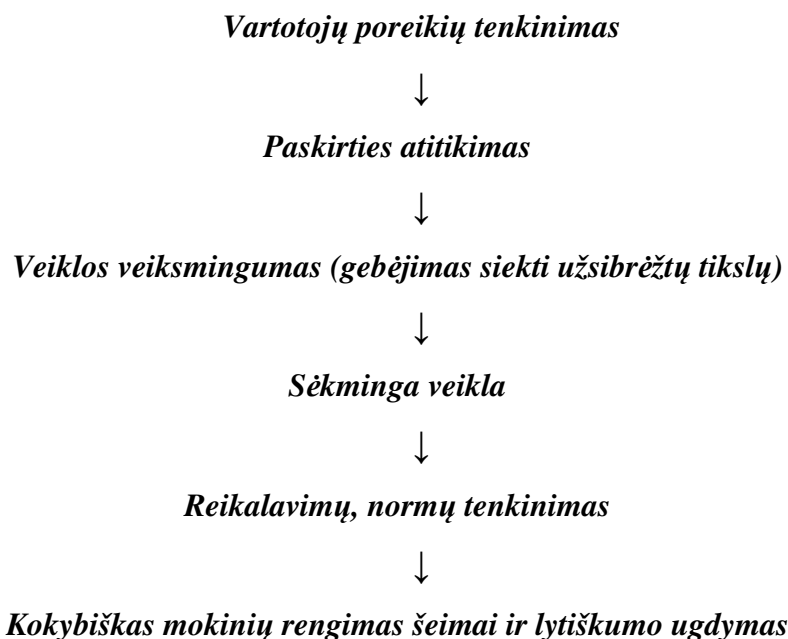 Vartotojų poreikių tenkinimas
↓
Paskirties atitikimas
↓
Veiklos veiksmingumas (gebėjimas siekti užsibrėžtų tikslų)
↓
Sėkminga veikla
↓
Reikalavimų, normų tenkinimas
↓
Kokybiškas mokinių rengimas šeimai ir lytiškumo ugdymas